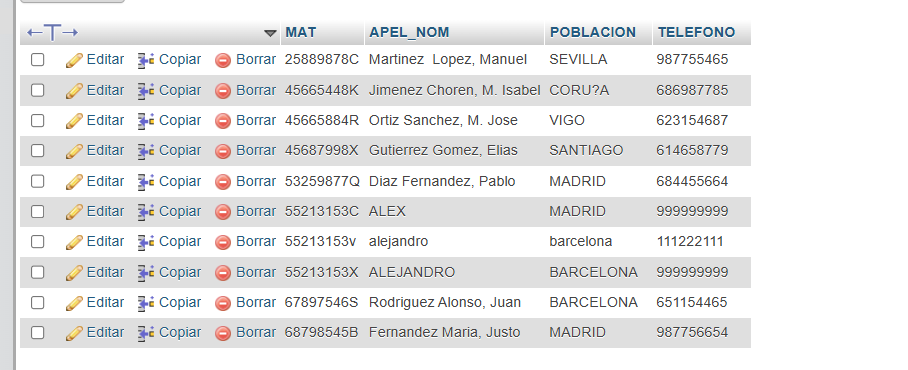 MAT APEL_NOM POBLACION TELEFONO
Editar Copiar Borrar 25889878C Martinez  Lopez, Manuel SEVILLA 987755465
Editar Copiar Borrar 45665448K Jimenez Choren, M. Isabel CORU?A 686987785
Editar Copiar Borrar 45665884R Ortiz Sanchez, M. Jose VIGO 623154687
Editar Copiar Borrar 45687998X Gutierrez Gomez, Elias SANTIAGO 614658779
Editar Copiar Borrar 53259877Q Diaz Fernandez, Pablo MADRID 684455664
Editar Copiar Borrar 55213153C ALEX MADRID 999999999
Editar Copiar Borrar 55213153v alejandro barcelona 111222111
Editar Copiar Borrar 55213153X ALEJANDRO BARCELONA 999999999
Editar Copiar Borrar 67897546S Rodriguez Alonso, Juan BARCELONA 651154465
Editar Copiar Borrar 68798545B Fernandez Maria, Justo MADRID 987756654